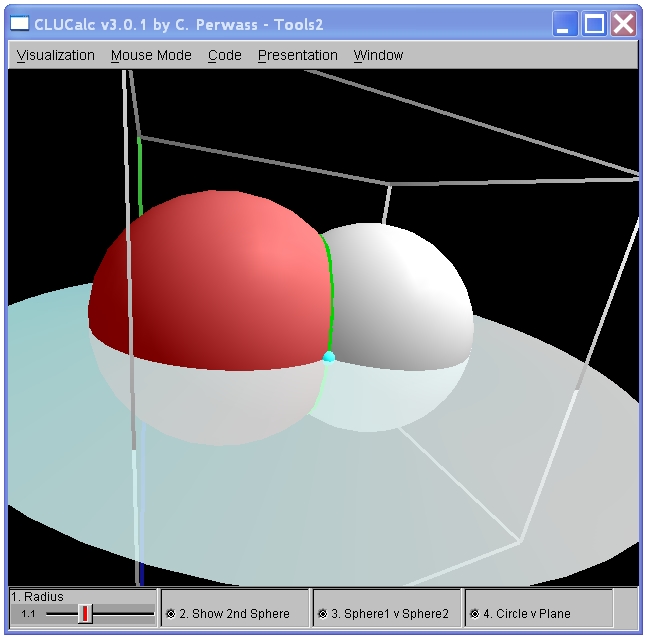 CLUCalc v3.0.1 by C. Perwass - Tools2
Visualization Mouse Mode Code Presentation Window
1. Radius
1.1
2. Show 2nd Sphere
3. Sphere1 v Sphere2
4. Circle v Plane